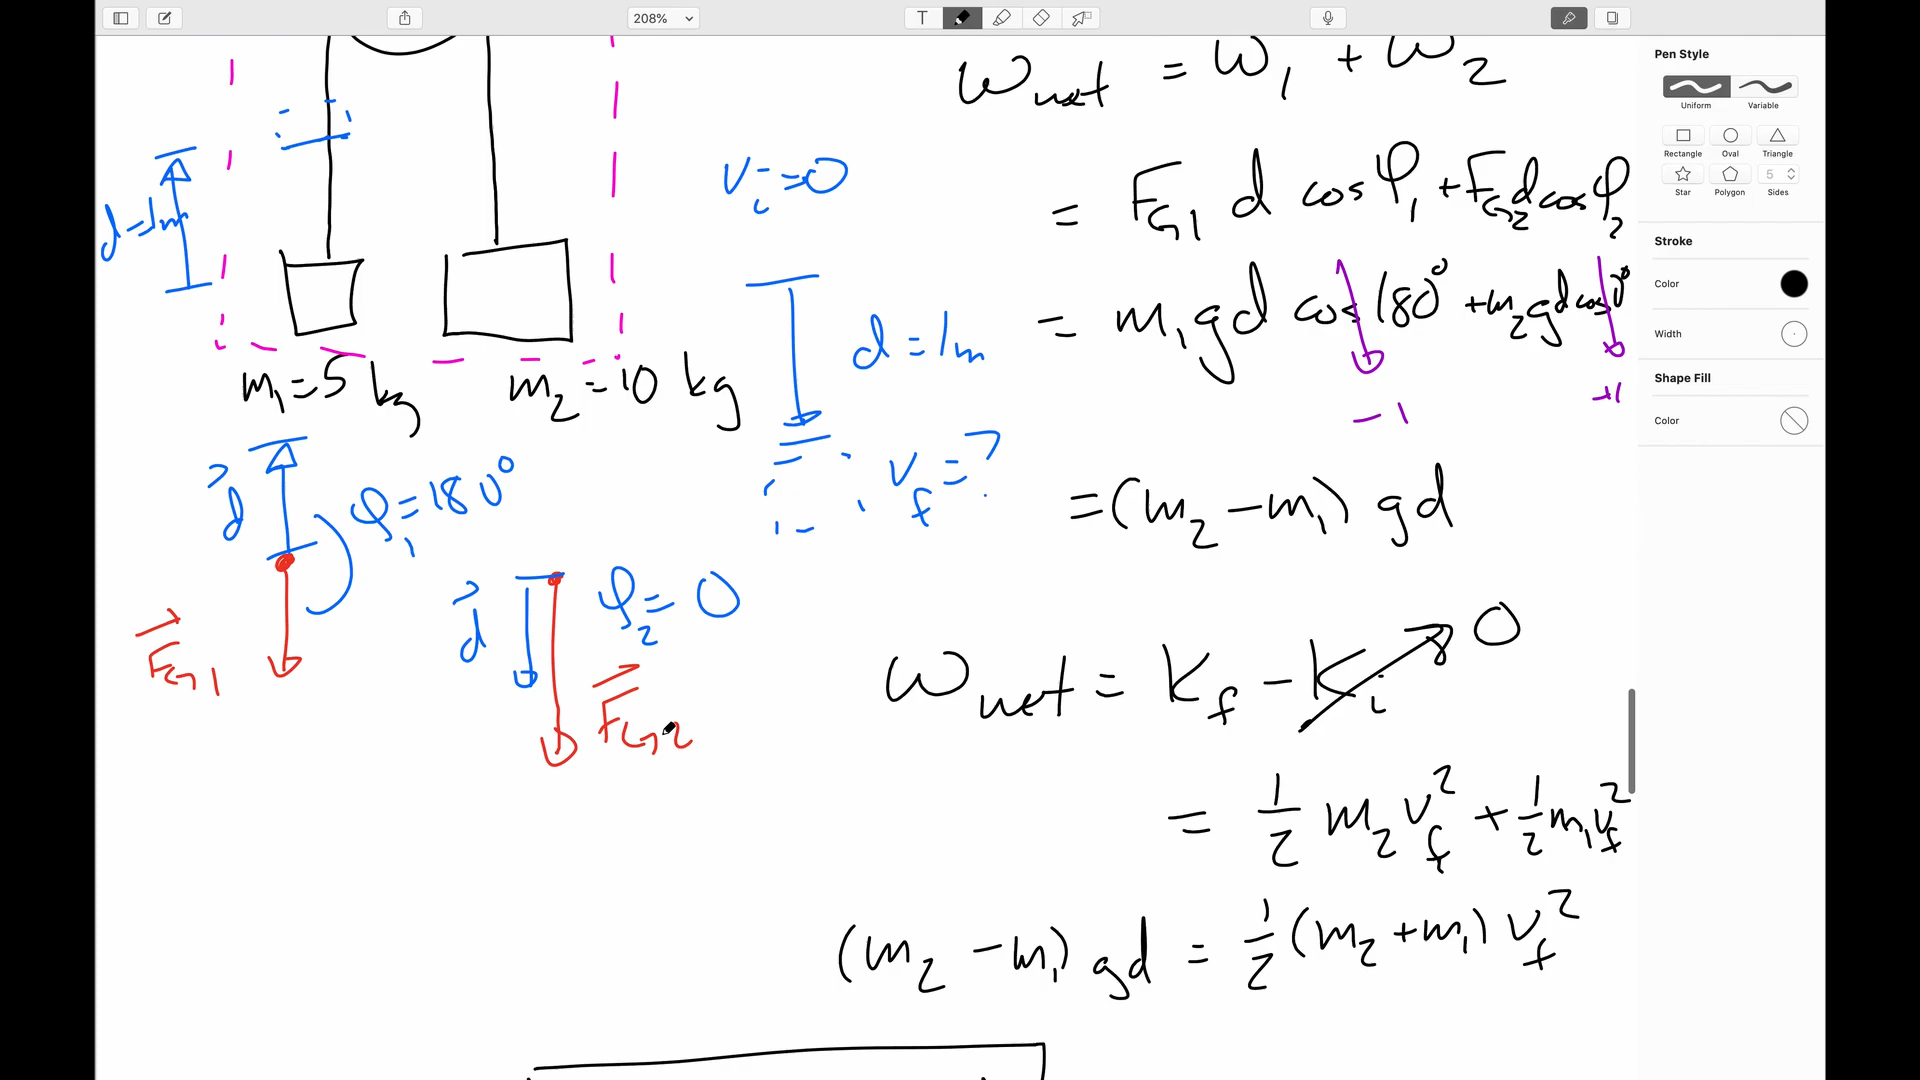 208%
T
W_net = W_1 + W_2
= F_G1 d cos φ_1 + F_G2 d cos φ_2
= m_1 g d cos 180° + m_2 g d cos 0°
-1
+1
= (m_2 - m_1) g d
W_net = K_f - K_i 0
= 1/2 m_2 v_f^2 + 1/2 m_1 v_f^2
(m_2 - m_1) g d = 1/2 (m_2 + m_1) v_f^2
d = 1m
v_i = 0
m_1 = 5 kg
m_2 = 10 kg
d = 1m
v_f = ?
d
φ_1 = 180°
F_G1
d
φ_2 = 0
F_G2
Pen Style
Uniform Variable
Rectangle Oval Triangle
5
Star Polygon Sides
Stroke
Color
Width
Shape Fill
Color